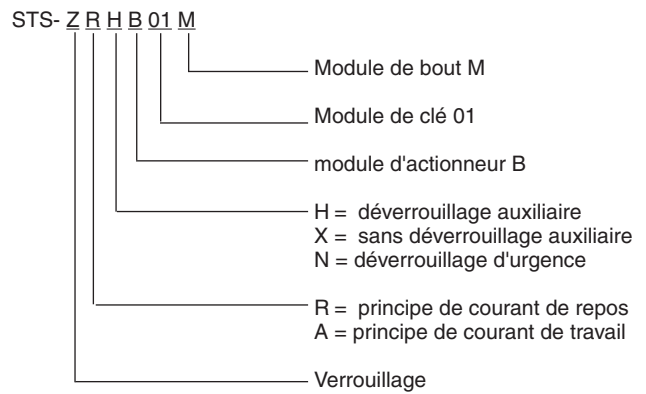 STS- Z R H B 01 M
Module de bout M
Module de clé 01
module d'actionneur B
H = déverrouillage auxiliaire
X = sans déverrouillage auxiliaire
N = déverrouillage d'urgence
R = principe de courant de repos
A = principe de courant de travail
Verrouillage